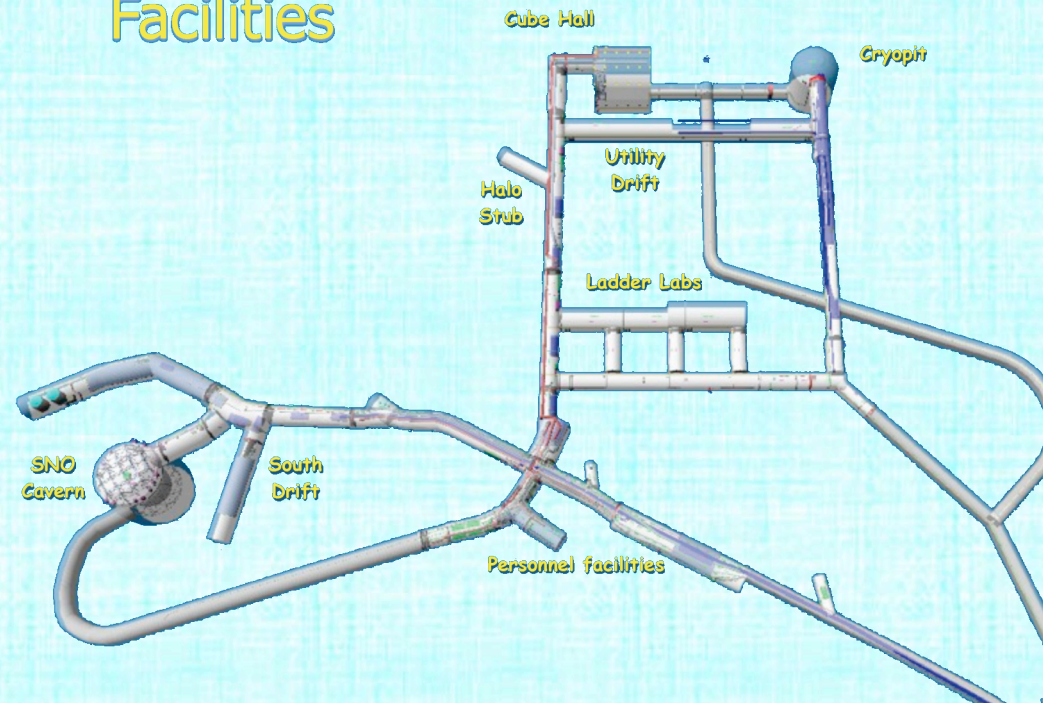 Facilities
Cube Hall
Cryopit
Utility
Drift
Halo
Stub
Ladder Labs
SNO
Cavern
South
Drift
Personnel facilities